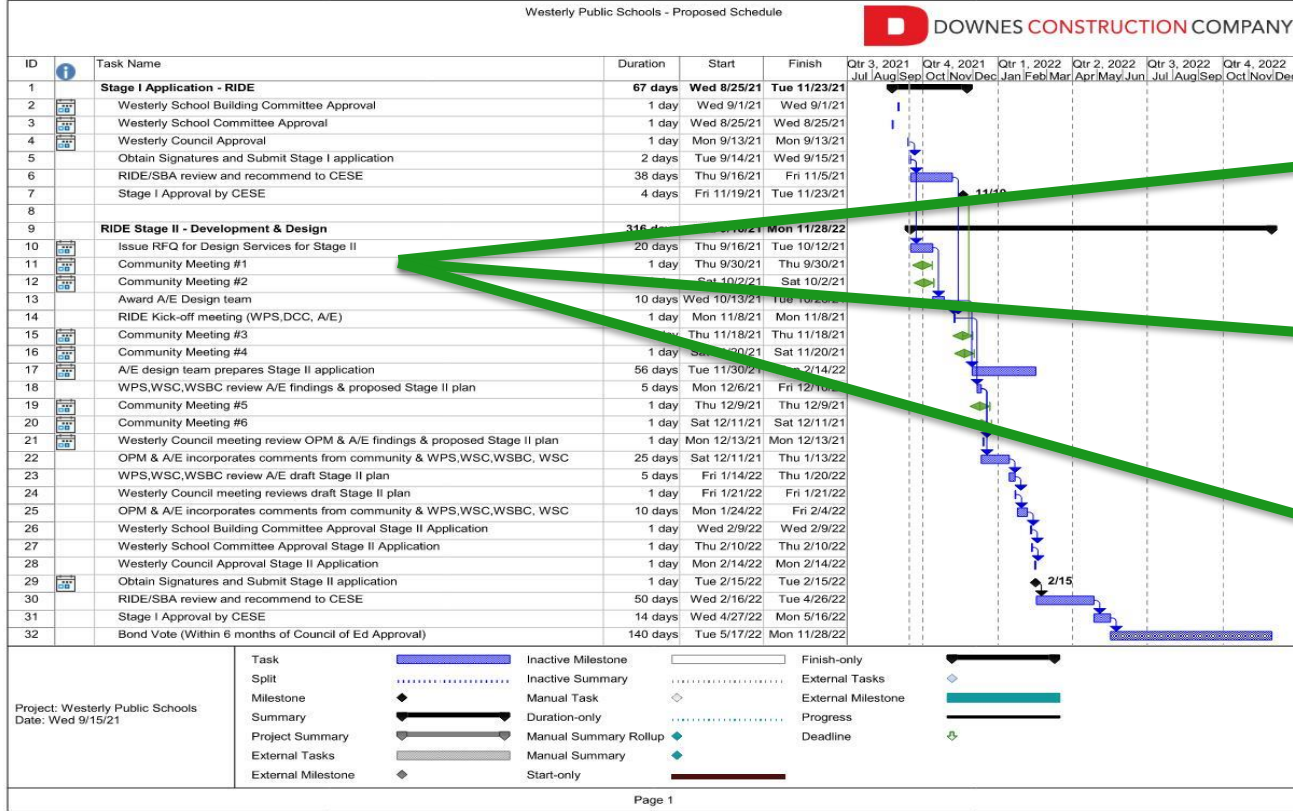 Westerly Public Schools - Proposed Schedule
DOWNES CONSTRUCTION COMPANY
ID Task Name Duration Start Finish Qtr 3, 2021 Qtr 4, 2021 Qtr 1, 2022 Qtr 2, 2022 Qtr 3, 2022 Qtr 4, 2022
Jul Aug Sep Oct Nov Dec Jan Feb Mar Apr May Jun Jul Aug Sep Oct Nov Dec
1 Stage I Application - RIDE 67 days Wed 8/25/21 Tue 11/23/21
2 Westerly School Building Committee Approval 1 day Wed 9/1/21 Wed 9/1/21
3 Westerly School Committee Approval 1 day Wed 8/25/21 Wed 8/25/21
4 Westerly Council Approval 1 day Mon 9/13/21 Mon 9/13/21
5 Obtain Signatures and Submit Stage I application 2 days Tue 9/14/21 Wed 9/15/21
6 RIDE/SBA review and recommend to CESE 38 days Thu 9/16/21 Fri 11/5/21
7 Stage I Approval by CESE 4 days Fri 11/19/21 Tue 11/23/21 11/19
8
9 RIDE Stage II - Development & Design 316 days Mon 11/28/22
10 Issue RFQ for Design Services for Stage II 20 days Thu 9/16/21 Tue 10/12/21
11 Community Meeting #1 1 day Thu 9/30/21 Thu 9/30/21
12 Community Meeting #2 Sat 10/2/21 Sat 10/2/21
13 Award A/E Design team 10 days Wed 10/13/21
14 RIDE Kick-off meeting (WPS,DCC, A/E) 1 day Mon 11/8/21 Mon 11/8/21
15 Community Meeting #3 Thu 11/18/21 Thu 11/18/21
16 Community Meeting #4 1 day Sat 11/20/21
17 A/E design team prepares Stage II application 56 days Tue 11/30/21 2/14/22
18 WPS,WSC,WSBC review A/E findings & proposed Stage II plan 5 days Mon 12/6/21 Fri
19 Community Meeting #5 1 day Thu 12/9/21 Thu 12/9/21
20 Community Meeting #6 1 day Sat 12/11/21 Sat 12/11/21
21 Westerly Council meeting review OPM & A/E findings & proposed Stage II plan 1 day Mon 12/13/21 Mon 12/13/21
22 OPM & A/E incorporates comments from community & WPS,WSC,WSBC, WSC 25 days Sat 12/11/21 Thu 1/13/22
23 WPS,WSC,WSBC review A/E draft Stage II plan 5 days Fri 1/14/22 Thu 1/20/22
24 Westerly Council meeting reviews draft Stage II plan 1 day Fri 1/21/22 Fri 1/21/22
25 OPM & A/E incorporates comments from community & WPS,WSC,WSBC, WSC 10 days Mon 1/24/22 Fri 2/4/22
26 Westerly School Building Committee Approval Stage II Application 1 day Wed 2/9/22 Wed 2/9/22
27 Westerly School Committee Approval Stage II Application 1 day Thu 2/10/22 Thu 2/10/22
28 Westerly Council Approval Stage II Application 1 day Mon 2/14/22 Mon 2/14/22
29 Obtain Signatures and Submit Stage II application 1 day Tue 2/15/22 Tue 2/15/22 2/15
30 RIDE/SBA review and recommend to CESE 50 days Wed 2/16/22 Tue 4/26/22
31 Stage I Approval by CESE 14 days Wed 4/27/22 Mon 5/16/22
32 Bond Vote (Within 6 months of Council of Ed Approval) 140 days Tue 5/17/22 Mon 11/28/22
Project: Westerly Public Schools
Date: Wed 9/15/21
Task Inactive Milestone Finish-only
Split Inactive Summary External Tasks
Milestone Manual Task External Milestone
Summary Duration-only Progress
Project Summary Manual Summary Rollup Deadline
External Tasks Manual Summary
External Milestone Start-only
Page 1